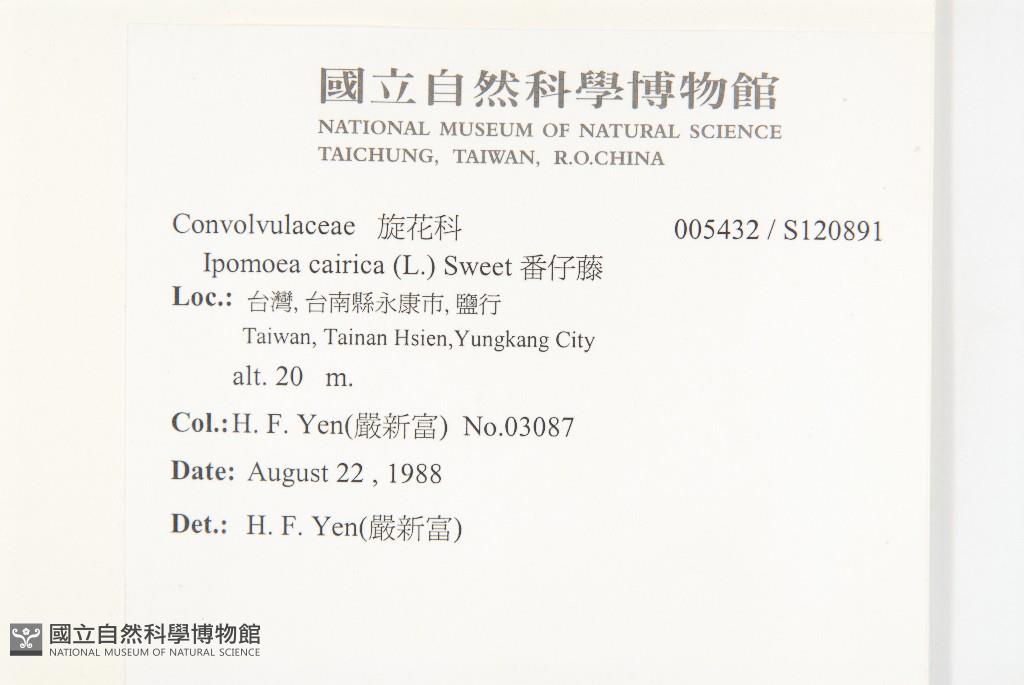 國立自然科學博物館
NATIONAL MUSEUM OF NATURAL SCIENCE
TAICHUNG, TAIWAN, R.O.CHINA
Convolvulaceae 旋花科 005432 / S120891
Ipomoea cairica (L.) Sweet 番仔藤
Loc.: 台灣, 台南縣永康市, 鹽行
Taiwan, Tainan Hsien,Yungkang City
alt. 20 m.
Col.:H. F. Yen(嚴新富) No.03087
Date: August 22 , 1988
Det.: H. F. Yen(嚴新富)
國立自然科學博物館
NATIONAL MUSEUM OF NATURAL SCIENCE